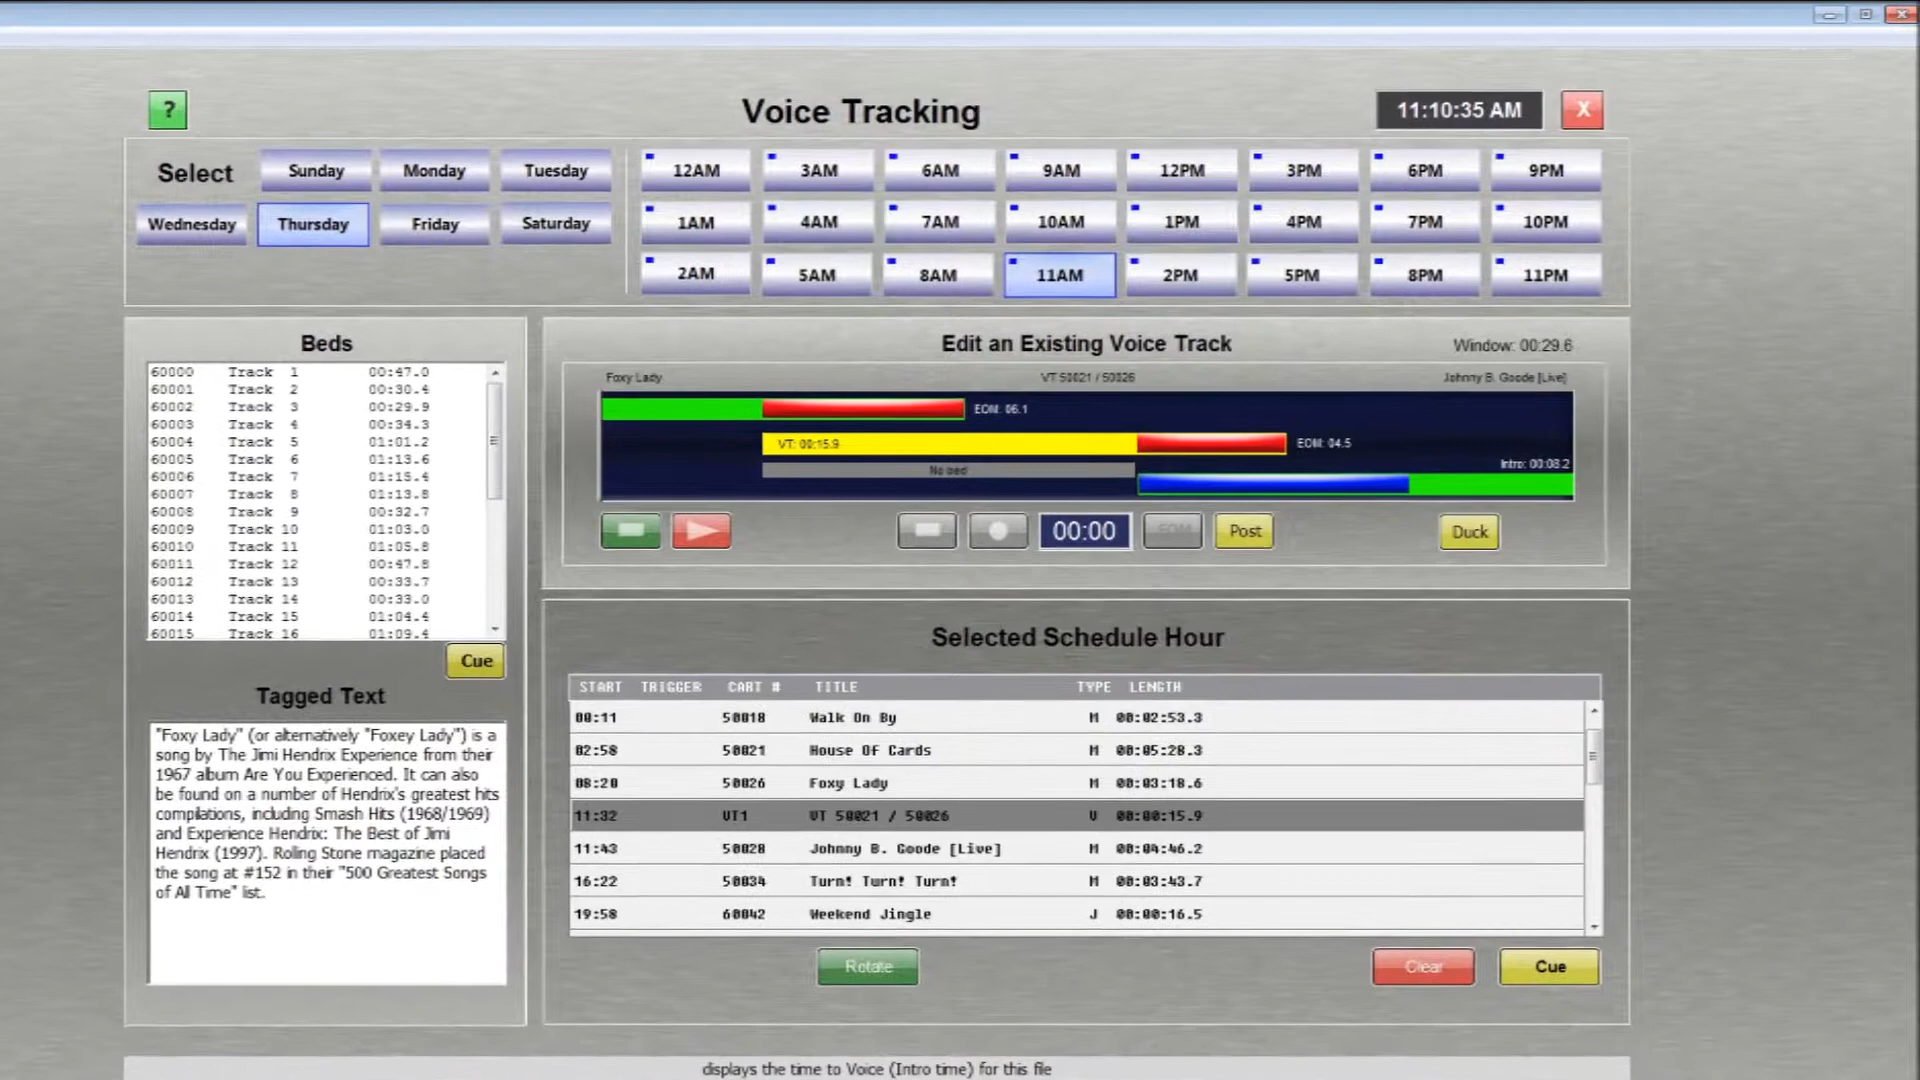 ?
Voice Tracking
11:10:35 AM
X
Select
Sunday
Monday
Tuesday
Wednesday
Thursday
Friday
Saturday
12AM 3AM 6AM 9AM 12PM 3PM 6PM 9PM
1AM 4AM 7AM 10AM 1PM 4PM 7PM 10PM
2AM 5AM 8AM 11AM 2PM 5PM 8PM 11PM
Beds
60000 Track 1 00:47.0
60001 Track 2 00:30.4
60002 Track 3 00:29.9
60003 Track 4 00:34.3
60004 Track 5 01:01.2
60005 Track 6 01:13.6
60006 Track 7 01:15.4
60007 Track 8 01:13.8
60008 Track 9 00:32.7
60009 Track 10 01:03.0
60010 Track 11 01:05.8
60011 Track 12 00:47.8
60012 Track 13 00:33.7
60013 Track 14 00:33.0
60014 Track 15 01:04.4
60015 Track 16 01:09.4
Cue
Tagged Text
"Foxy Lady" (or alternatively "Foxey Lady") is a
song by The Jimi Hendrix Experience from their
1967 album Are You Experienced. It can also
be found on a number of Hendrix's greatest hits
compilations, including Smash Hits (1968/1969)
and Experience Hendrix: The Best of Jimi
Hendrix (1997). Rolling Stone magazine placed
the song at #152 in their "500 Greatest Songs
of All Time" list.
Edit an Existing Voice Track
Window: 00:29.6
Foxy Lady
VT 50021 / 50026
Johnny B. Goode [Live]
EOM: 06.1
VT: 00:15.9
EOM: 04.5
No bed
Intro: 00:08.2
00:00
EOM
Post
Duck
Selected Schedule Hour
START TRIGGER CART # TITLE TYPE LENGTH
00:11 50018 Walk On By M 00:02:53.3
02:58 50021 House Of Cards M 00:05:28.3
08:20 50026 Foxy Lady M 00:03:18.6
11:32 VT1 VT 50021 / 50026 V 00:00:15.9
11:43 50028 Johnny B. Goode [Live] M 00:04:46.2
16:22 50034 Turn! Turn! Turn! M 00:03:43.7
19:58 60042 Weekend Jingle J 00:00:16.5
Rotate
Clear
Cue
displays the time to Voice (Intro time) for this file